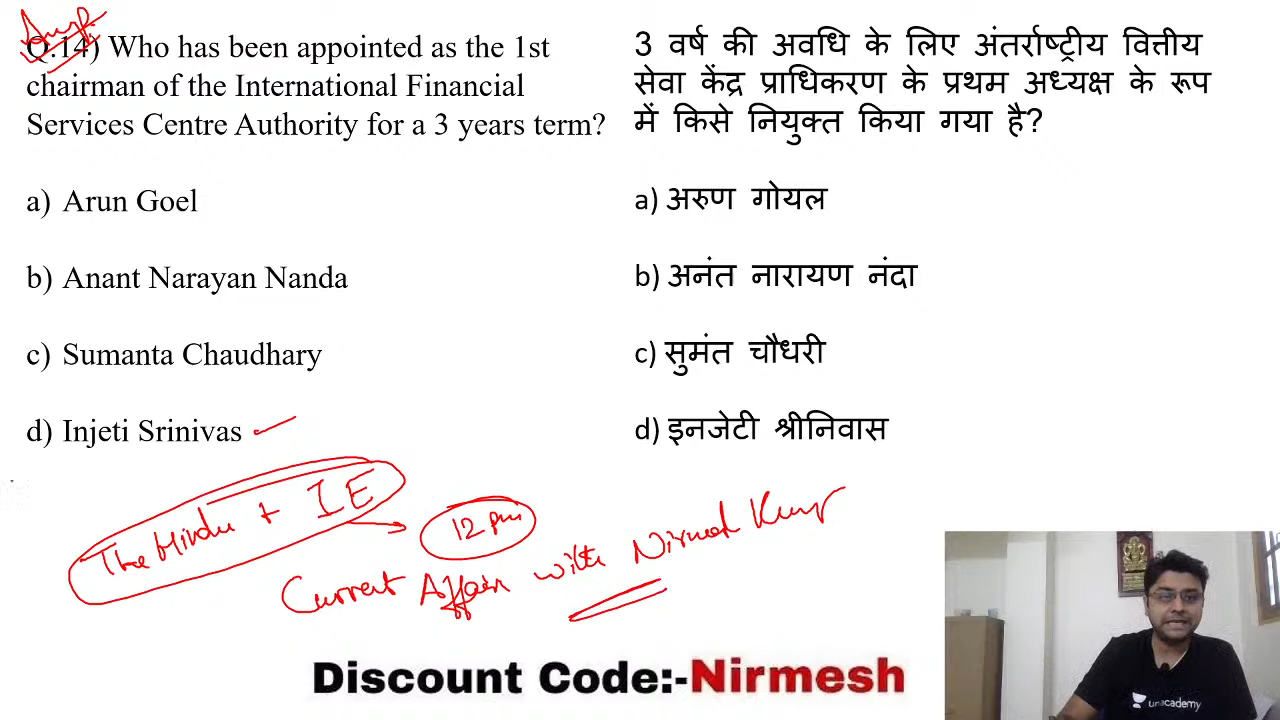 Imp.
Q.14) Who has been appointed as the 1st
chairman of the International Financial
Services Centre Authority for a 3 years term?
a) Arun Goel
b) Anant Narayan Nanda
c) Sumanta Chaudhary
d) Injeti Srinivas
3 वर्ष की अवधि के लिए अंतर्राष्ट्रीय वित्तीय
सेवा केंद्र प्राधिकरण के प्रथम अध्यक्ष के रूप
में किसे नियुक्त किया गया है?
a) अरुण गोयल
b) अनंत नारायण नंदा
c) सुमंत चौधरी
d) इनजेटी श्रीनिवास
The Hindu + IE
12 pm
Current Affair with Nirmesh
Discount Code:-Nirmesh
unacademy